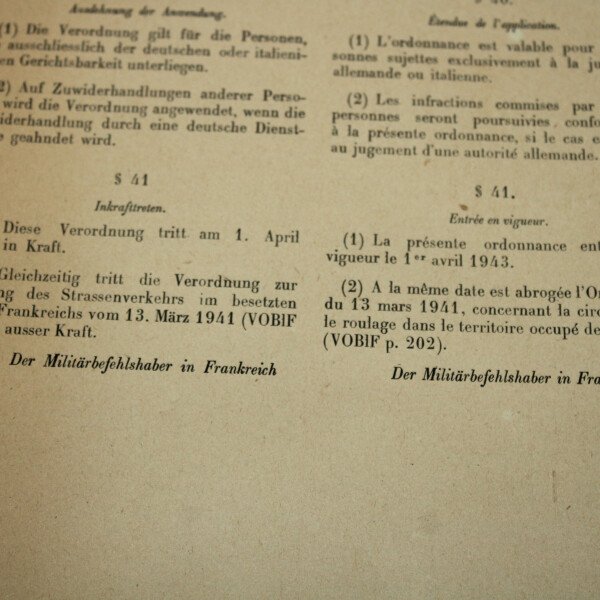 Ausdehnung der Anwendung.
(1) Die Verordnung gilt für die Personen,
ausschliesslich der deutschen oder italieni-
en Gerichtsbarkeit unterliegen.
2) Auf Zuwiderhandlungen anderer Perso-
wird die Verordnung angewendet, wenn die
iderhandlung durch eine deutsche Dienst-
e geahndet wird.
§ 41
Inkrafttreten.
Diese Verordnung tritt am 1. April
in Kraft.
Gleichzeitig tritt die Verordnung zur
ng des Strassenverkehrs im besetzten
Frankreichs vom 13. März 1941 (VOBlF
ausser Kraft.
Der Militärbefehlshaber in Frankreich
§ 40.
Étendue de l'application.
(1) L'ordonnance est valable pour
sonnes sujettes exclusivement à la ju
allemande ou italienne.
(2) Les infractions commises par
personnes seront poursuivies, confo
à la présente ordonnance, si le cas e
au jugement d'une autorité allemande.
§ 41.
Entrée en vigueur.
(1) La présente ordonnance ent
vigueur le 1er avril 1943.
(2) A la même date est abrogée l'Or
du 13 mars 1941, concernant la circ
le roulage dans le territoire occupé de
(VOBlF p. 202).
Der Militärbefehlshaber in Fra